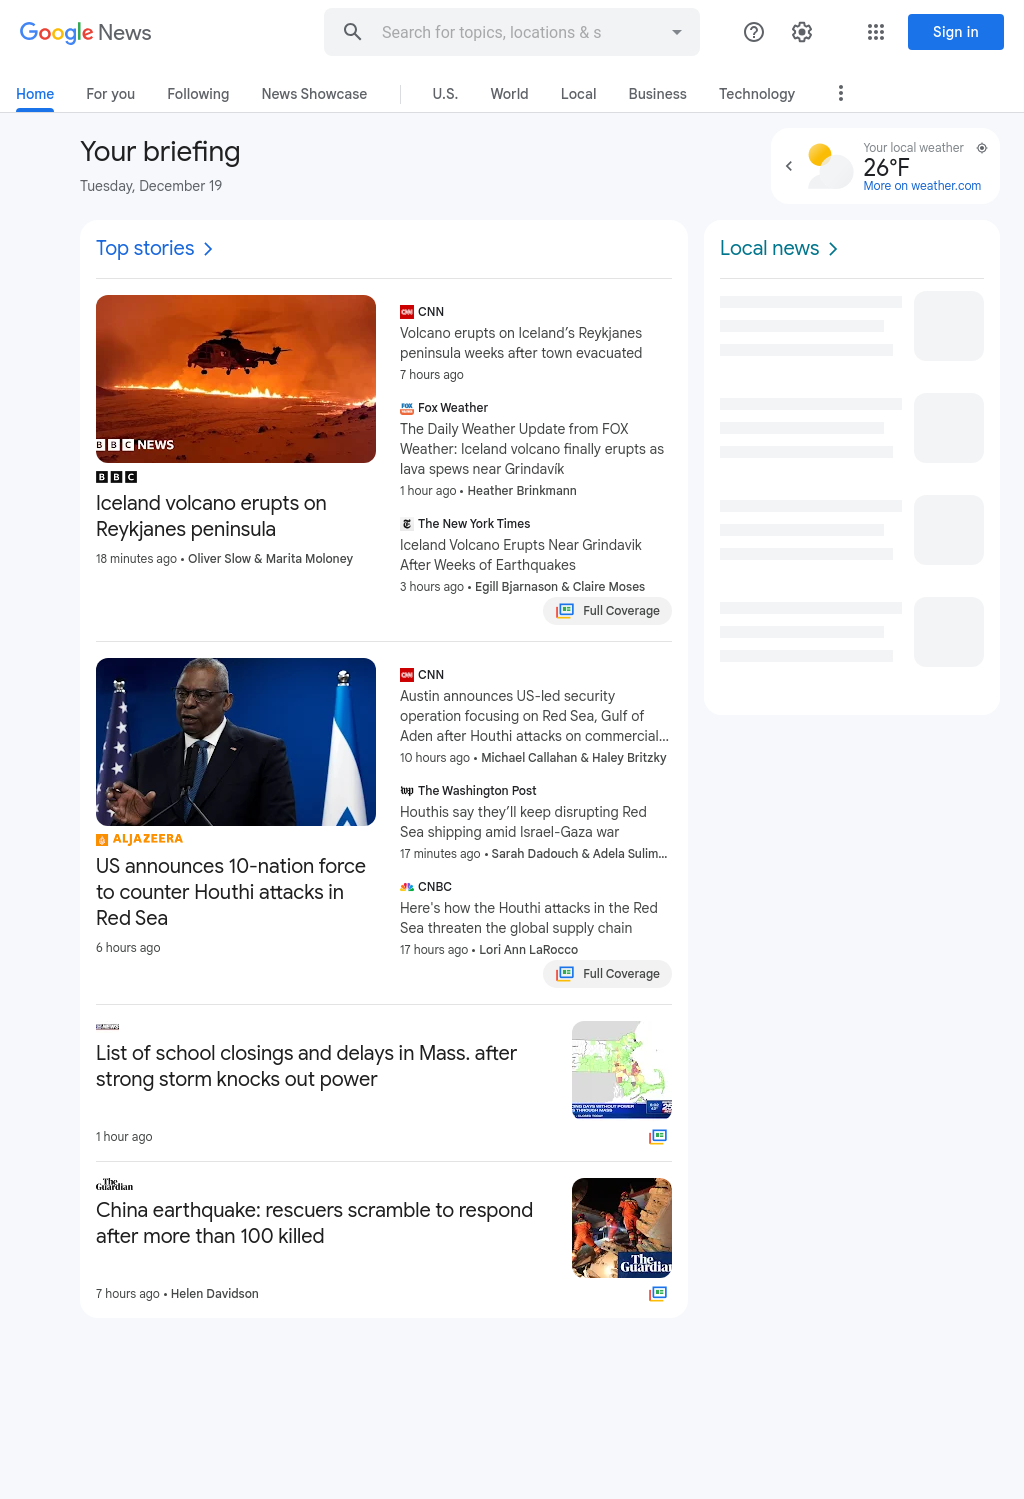 Google News
Search for topics, locations & s
Sign in
Home
For you
Following
News Showcase
U.S.
World
Local
Business
Technology
Your briefing
Tuesday, December 19
Your local weather
26°F
More on weather.com
Top stories
Local news
BBC NEWS
BBC
Iceland volcano erupts on
Reykjanes peninsula
18 minutes ago • Oliver Slow & Marita Moloney
CNN
Volcano erupts on Iceland’s Reykjanes
peninsula weeks after town evacuated
7 hours ago
Fox Weather
The Daily Weather Update from FOX
Weather: Iceland volcano finally erupts as
lava spews near Grindavík
1 hour ago • Heather Brinkmann
The New York Times
Iceland Volcano Erupts Near Grindavik
After Weeks of Earthquakes
3 hours ago • Egill Bjarnason & Claire Moses
Full Coverage
ALJAZEERA
US announces 10-nation force
to counter Houthi attacks in
Red Sea
6 hours ago
CNN
Austin announces US-led security
operation focusing on Red Sea, Gulf of
Aden after Houthi attacks on commercial...
10 hours ago • Michael Callahan & Haley Britzky
The Washington Post
Houthis say they’ll keep disrupting Red
Sea shipping amid Israel-Gaza war
17 minutes ago • Sarah Dadouch & Adela Sulim...
CNBC
Here's how the Houthi attacks in the Red
Sea threaten the global supply chain
17 hours ago • Lori Ann LaRocco
Full Coverage
List of school closings and delays in Mass. after
strong storm knocks out power
1 hour ago
DAYS WITHOUT POWER
THROUGH MASS
The Guardian
China earthquake: rescuers scramble to respond
after more than 100 killed
7 hours ago • Helen Davidson
The
Guardian